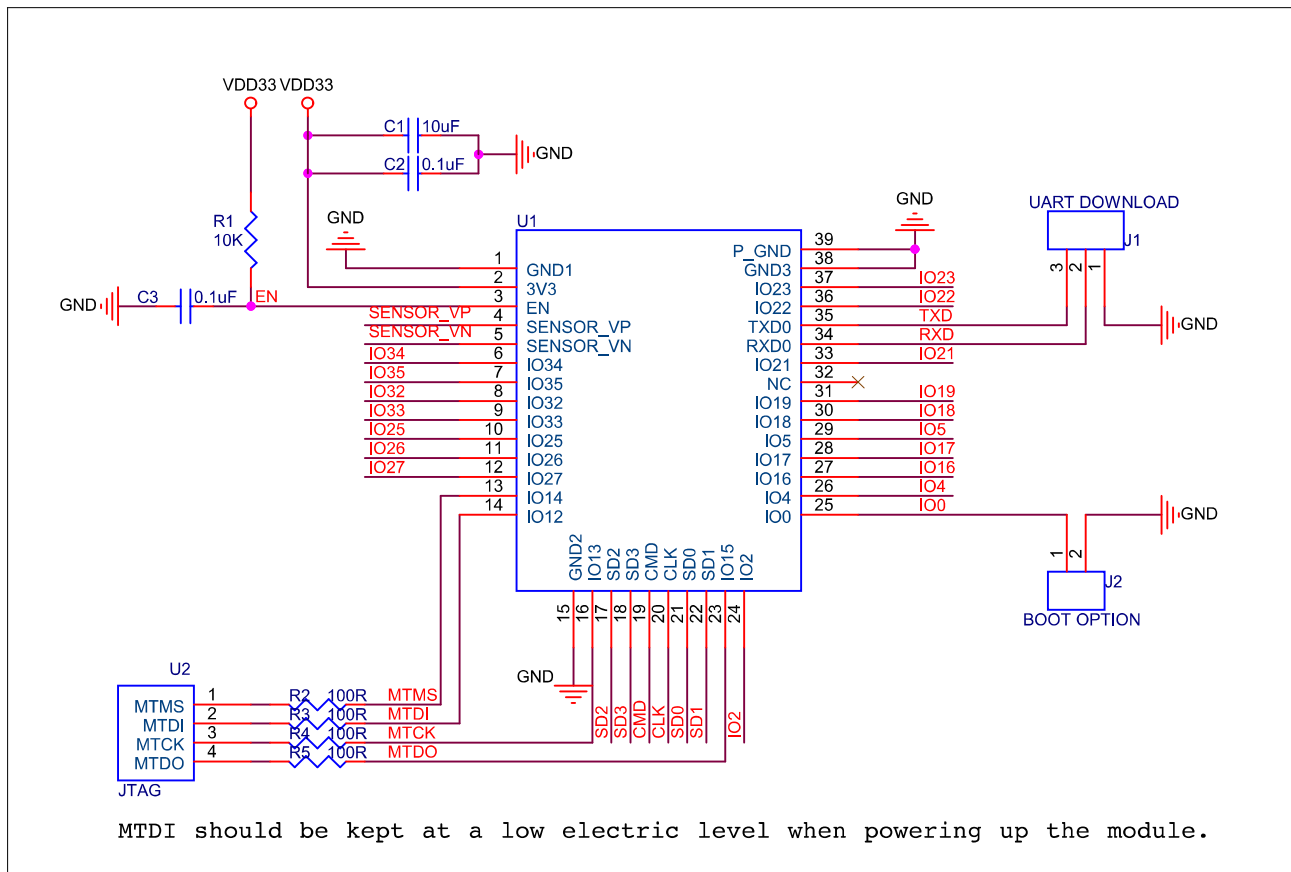 VDD33 VDD33
C1 10uF
C2 0.1uF
GND
R1
10K
GND
C3 0.1uF EN
GND
U1
1 GND1
2 3V3
3 EN
SENSOR_VP 4 SENSOR_VP
SENSOR_VN 5 SENSOR_VN
IO34 6 IO34
IO35 7 IO35
IO32 8 IO32
IO33 9 IO33
IO25 10 IO25
IO26 11 IO26
IO27 12 IO27
13 IO14
14 IO12
P_GND 39
GND3 38
IO23 37 IO23
IO22 36 IO22
TXD0 35 TXD
RXD0 34 RXD
IO21 33 IO21
NC 32
IO19 31 IO19
IO18 30 IO18
IO5 29 IO5
IO17 28 IO17
IO16 27 IO16
IO4 26 IO4
IO0 25 IO0
GND
UART DOWNLOAD
J1
3 2 1
GND
GND
1 2
J2
BOOT OPTION
GND2 IO13 SD2 SD3 CMD CLK SD0 SD1 IO15 IO2
15 16 17 18 19 20 21 22 23 24
GND
SD2 SD3 CMD CLK SD0 SD1 IO2
U2
MTMS 1 R2 100R MTMS
MTDI 2 R3 100R MTDI
MTCK 3 R4 100R MTCK
MTDO 4 R5 100R MTDO
JTAG
MTDI should be kept at a low electric level when powering up the module.